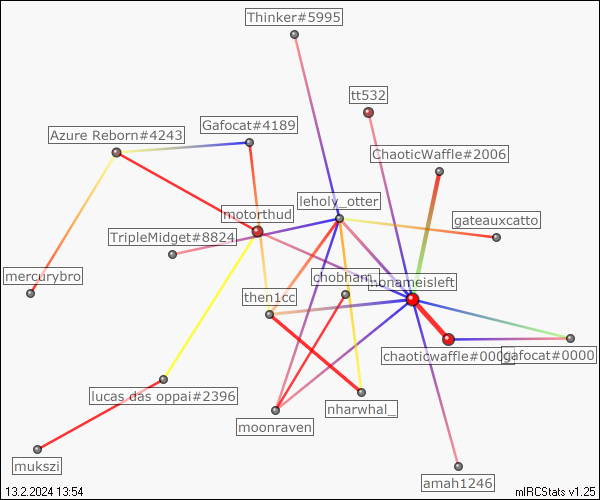 Thinker#5995
tt532
Gafocat#4189
Azure Reborn#4243
ChaoticWaffle#2006
leholy_otter
motorthud
gateauxcatto
TripleMidget#8824
mercurybro
chobham.
nonameisleft
then1cc
chaoticwaffle#000
gafocat#0000
lucas das oppai#2396
nharwhal_
moonraven
mukszi
amah1246
13.2.2024 13:54
mIRCStats v1.25